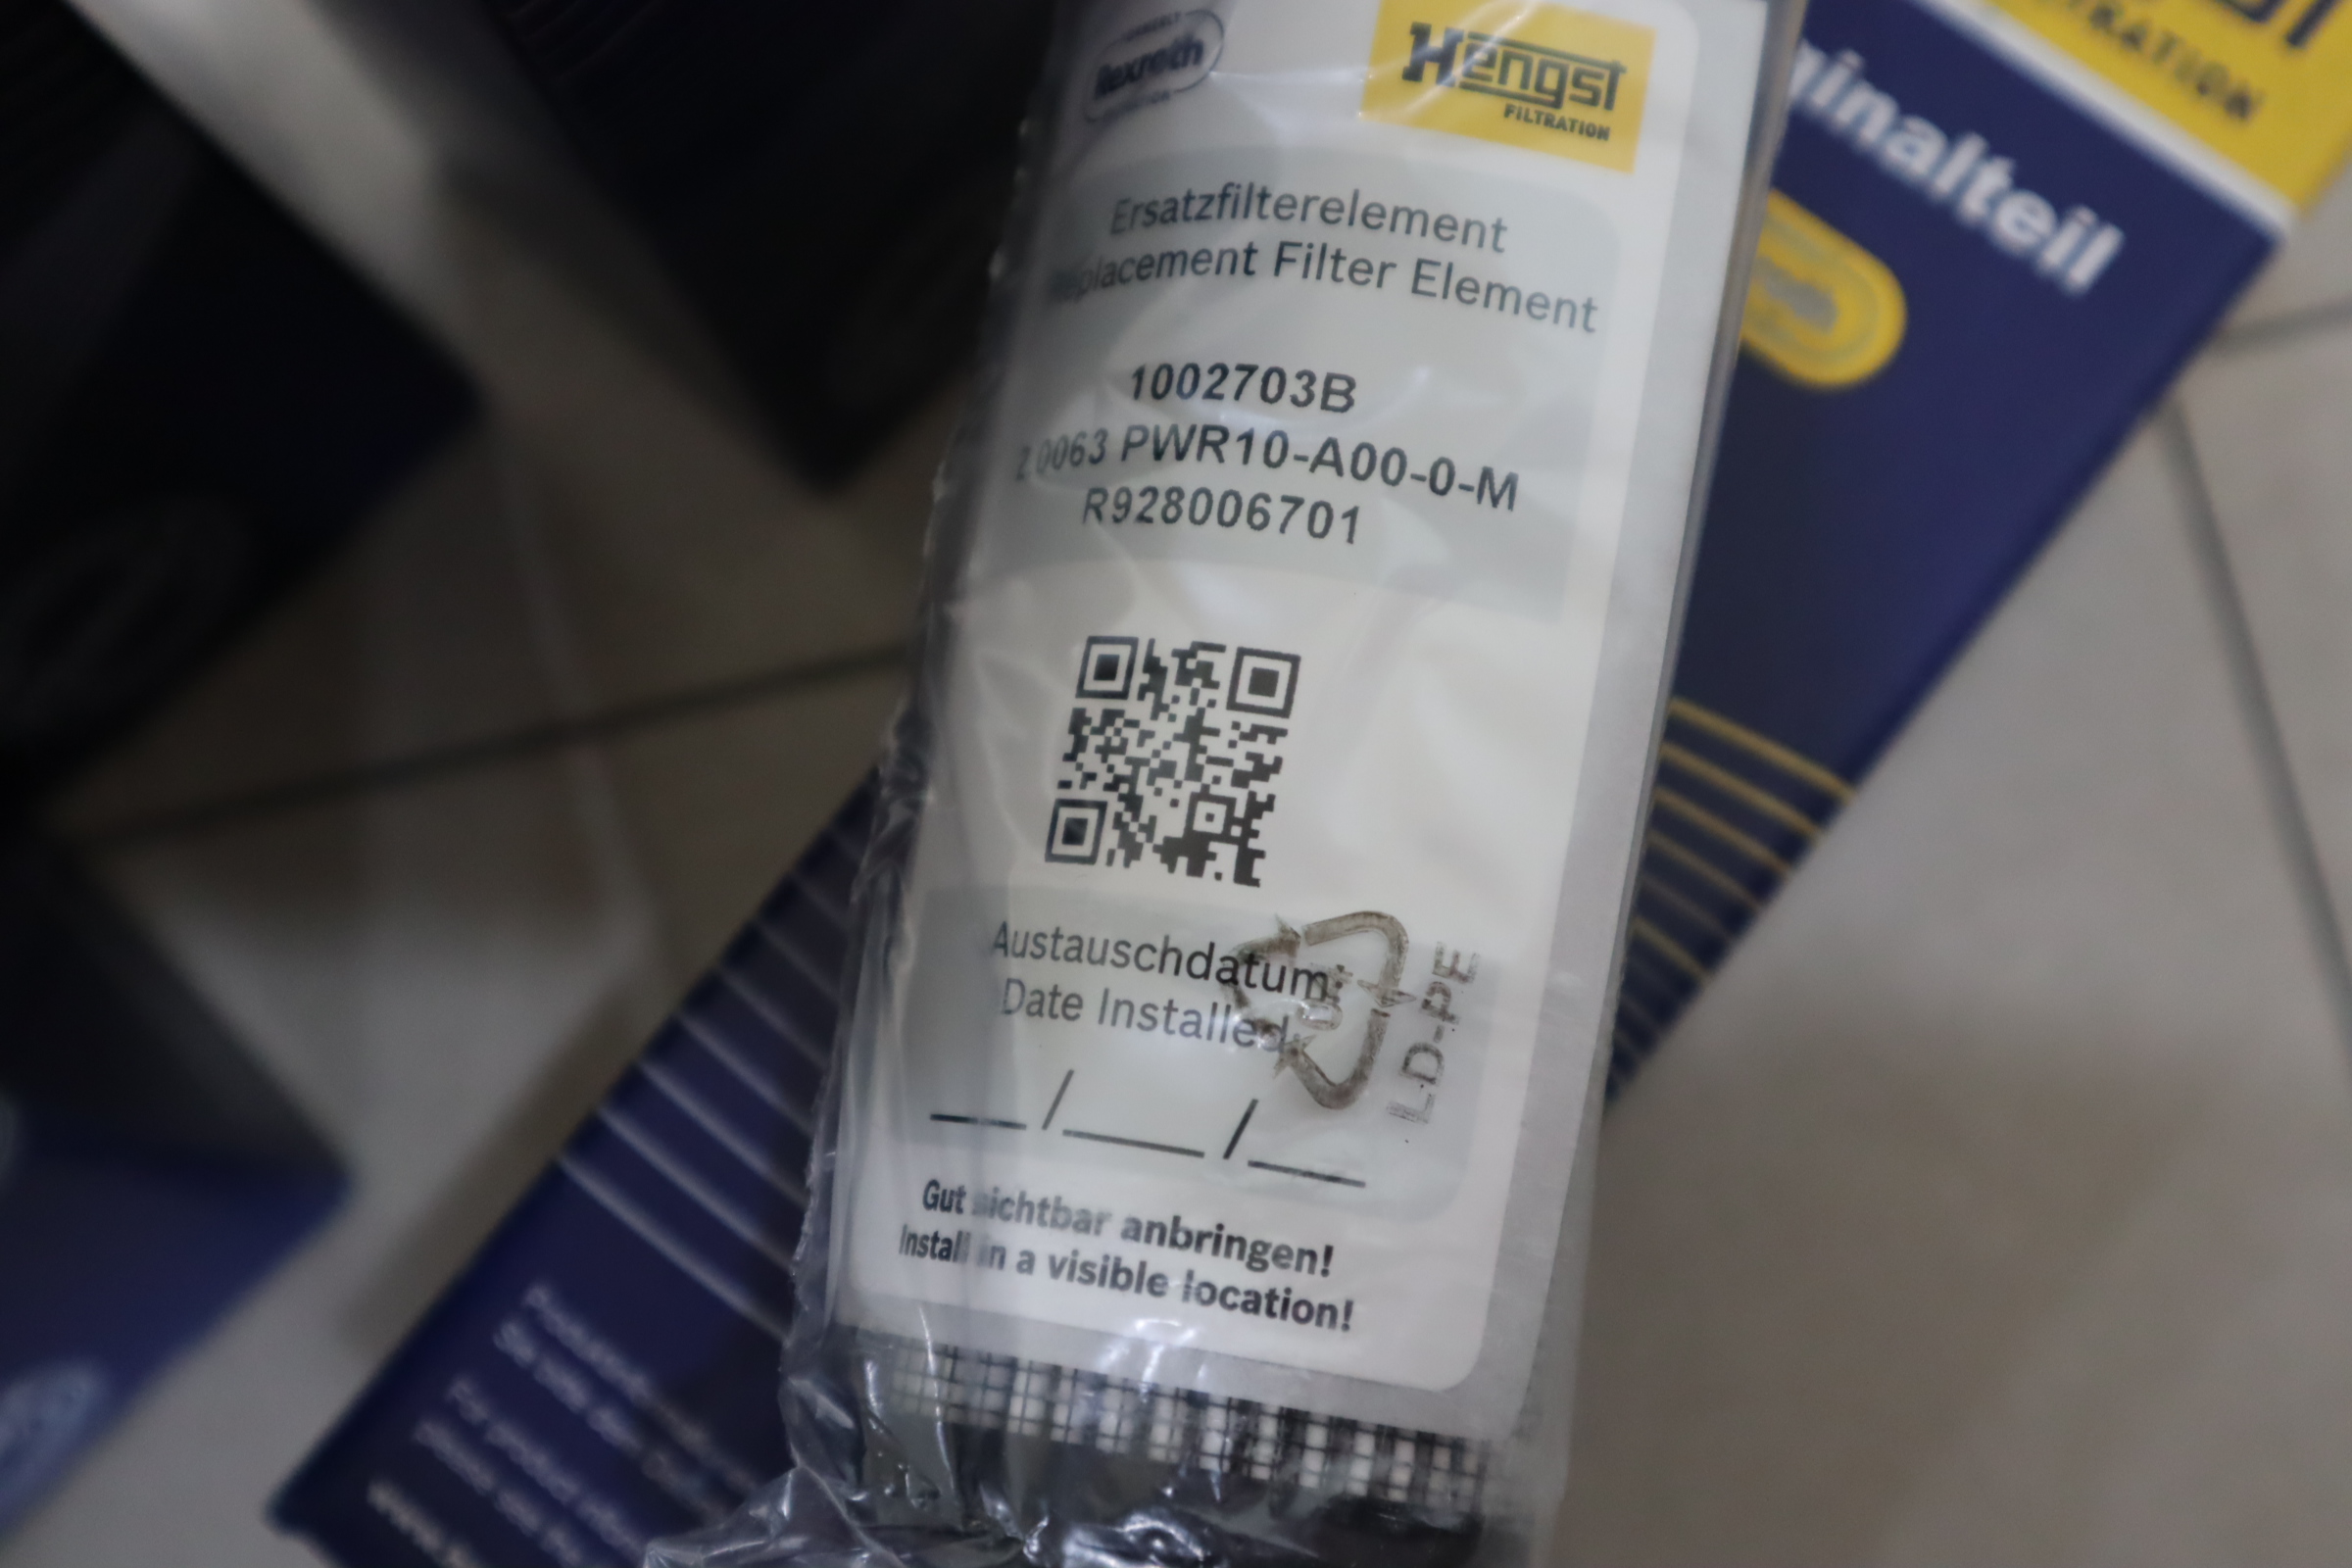 Rexroth
Hengst
FILTRATION
Ersatzfilterelement
Replacement Filter Element
1002703B
2 0063 PWR10-A00-0-M
R928006701
Austauschdatum:
Date Installed:
LD-PE
Gut sichtbar anbringen!
Install in a visible location!
ginalteil